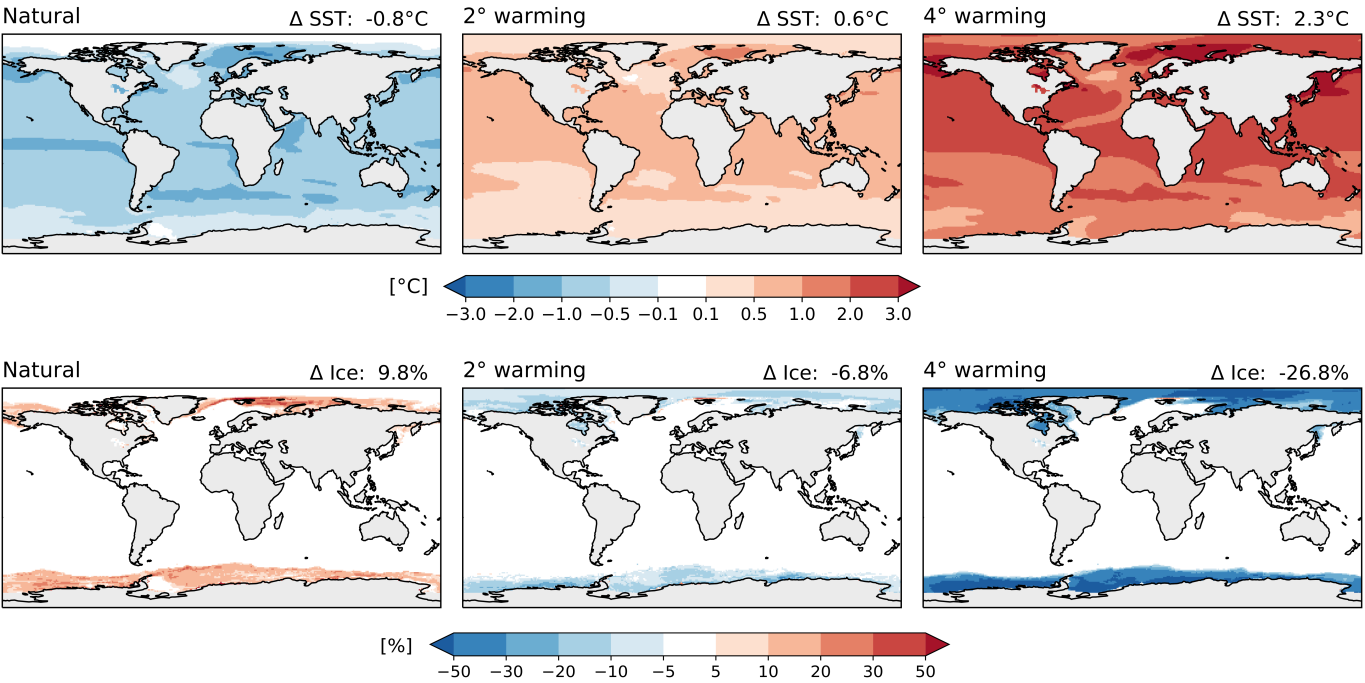 Natural Δ SST: -0.8°C
2° warming Δ SST: 0.6°C
4° warming Δ SST: 2.3°C
[°C]
−3.0 −2.0 −1.0 −0.5 −0.1 0.1 0.5 1.0 2.0 3.0
Natural Δ Ice: 9.8%
2° warming Δ Ice: -6.8%
4° warming Δ Ice: -26.8%
[%]
−50 −30 −20 −10 −5 5 10 20 30 50